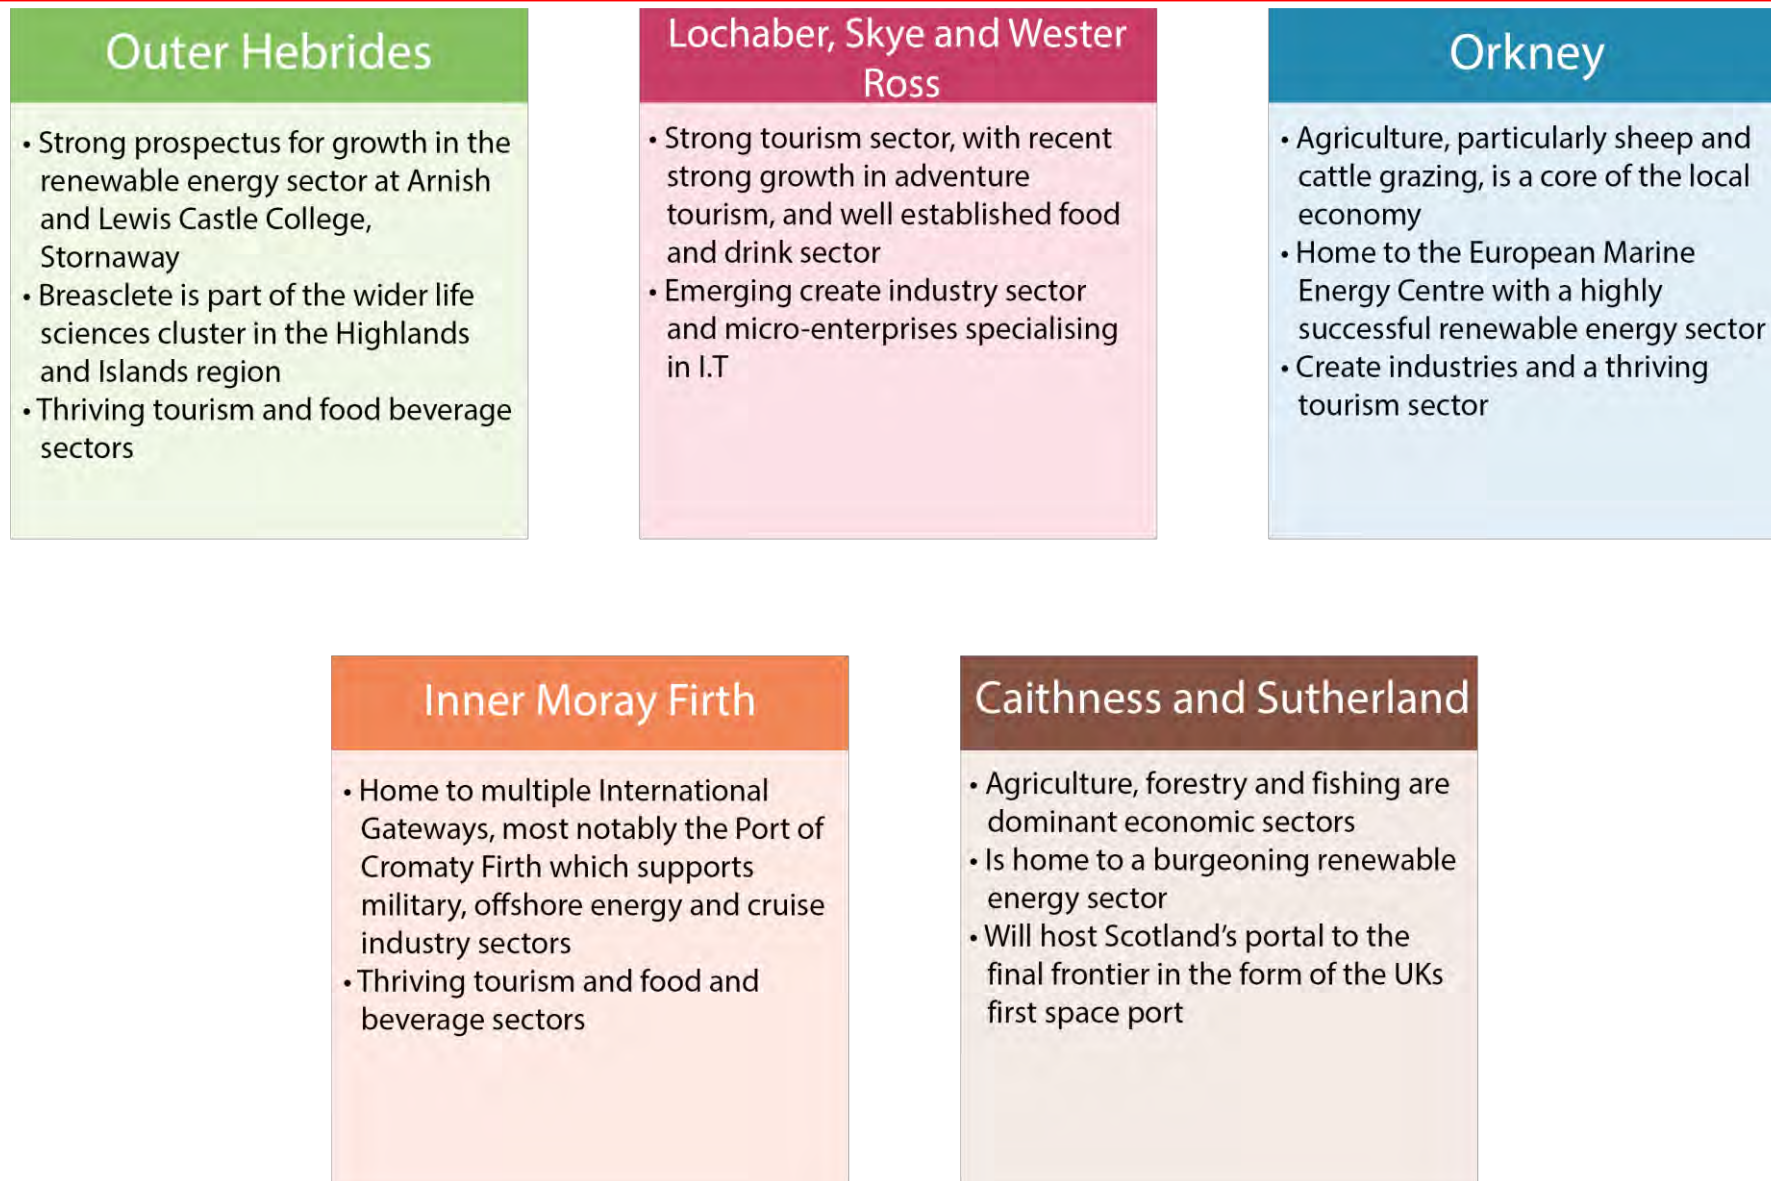 Outer Hebrides
• Strong prospectus for growth in the
renewable energy sector at Arnish
and Lewis Castle College,
Stornaway
• Breasclete is part of the wider life
sciences cluster in the Highlands
and Islands region
• Thriving tourism and food beverage
sectors
Lochaber, Skye and Wester
Ross
• Strong tourism sector, with recent
strong growth in adventure
tourism, and well established food
and drink sector
• Emerging create industry sector
and micro-enterprises specialising
in I.T
Orkney
• Agriculture, particularly sheep and
cattle grazing, is a core of the local
economy
• Home to the European Marine
Energy Centre with a highly
successful renewable energy sector
• Create industries and a thriving
tourism sector
Inner Moray Firth
• Home to multiple International
Gateways, most notably the Port of
Cromaty Firth which supports
military, offshore energy and cruise
industry sectors
• Thriving tourism and food and
beverage sectors
Caithness and Sutherland
• Agriculture, forestry and fishing are
dominant economic sectors
• Is home to a burgeoning renewable
energy sector
• Will host Scotland's portal to the
final frontier in the form of the UKs
first space port